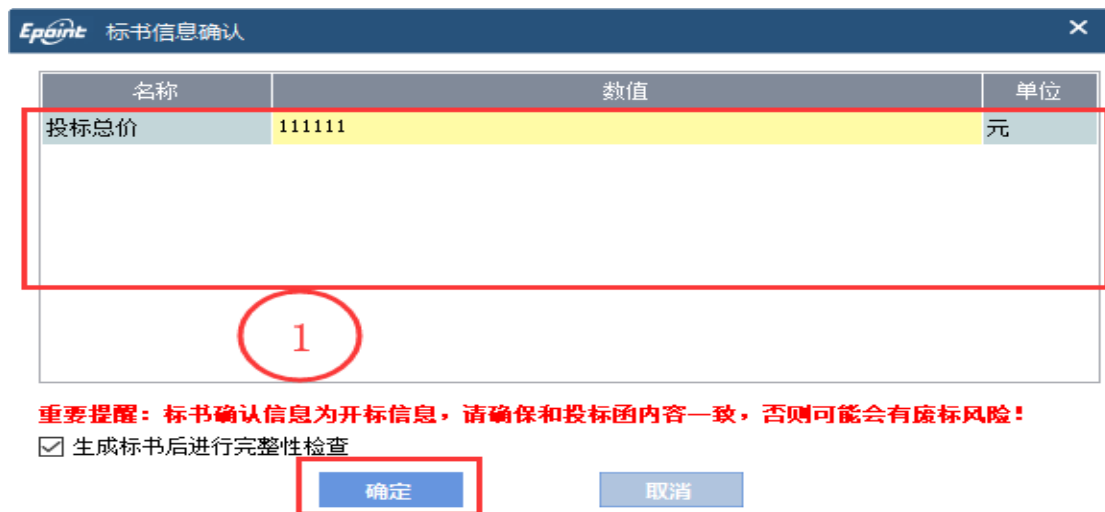 Epoint 标书信息确认 ×
名称 数值 单位
投标总价 111111 元
1
重要提醒：标书确认信息为开标信息，请确保和投标函内容一致，否则可能会有废标风险！
生成标书后进行完整性检查
确定 取消